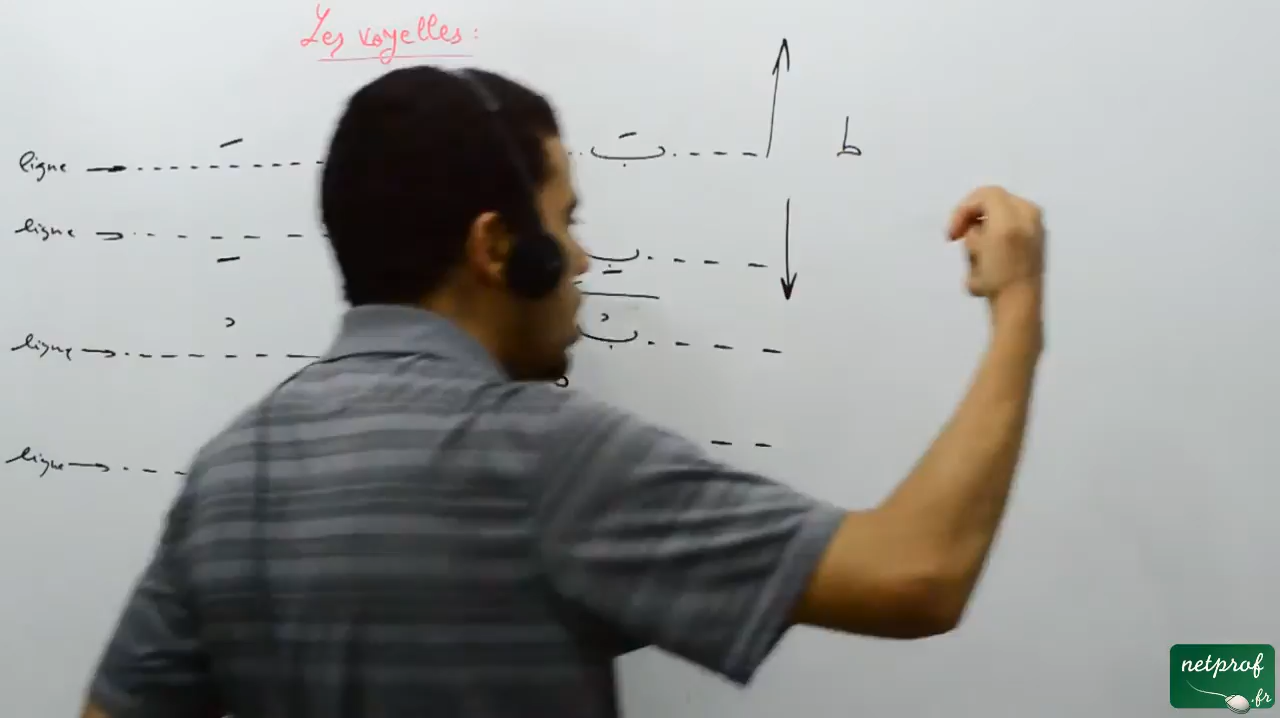 Les voyelles :
ligne بَ b
ligne بِ
ligne بُ
ligne
netprof
.fr